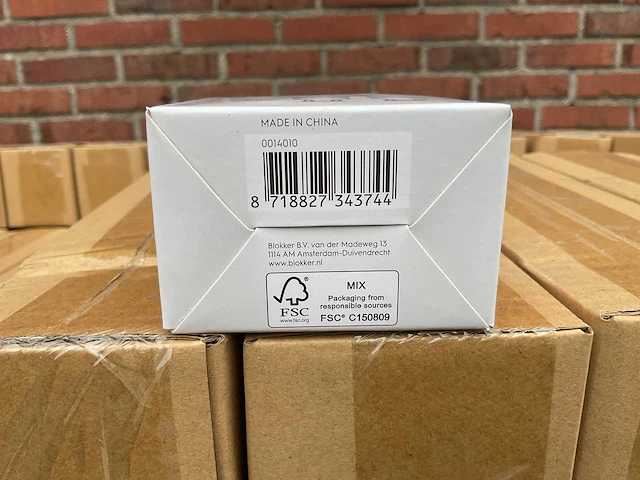 MADE IN CHINA
0014010
8 718827 343744
Blokker B.V. van der Madeweg 13
1114 AM Amsterdam-Duivendrecht
www.blokker.nl
FSC
www.fsc.org
MIX
Packaging from
responsible sources
FSC® C150809